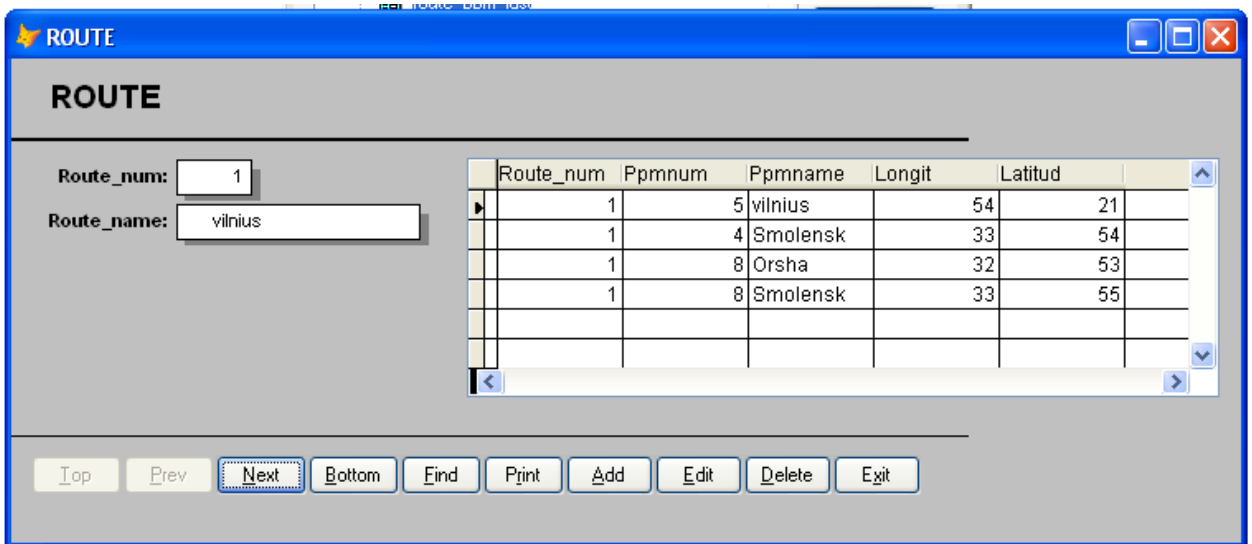 ROUTE
ROUTE
Route_num: 1
Route_name: vilnius
Route_num Ppmnum Ppmname Longit Latitud
1 5 vilnius 54 21
1 4 Smolensk 33 54
1 8 Orsha 32 53
1 8 Smolensk 33 55
Top Prev Next Bottom Find Print Add Edit Delete Exit